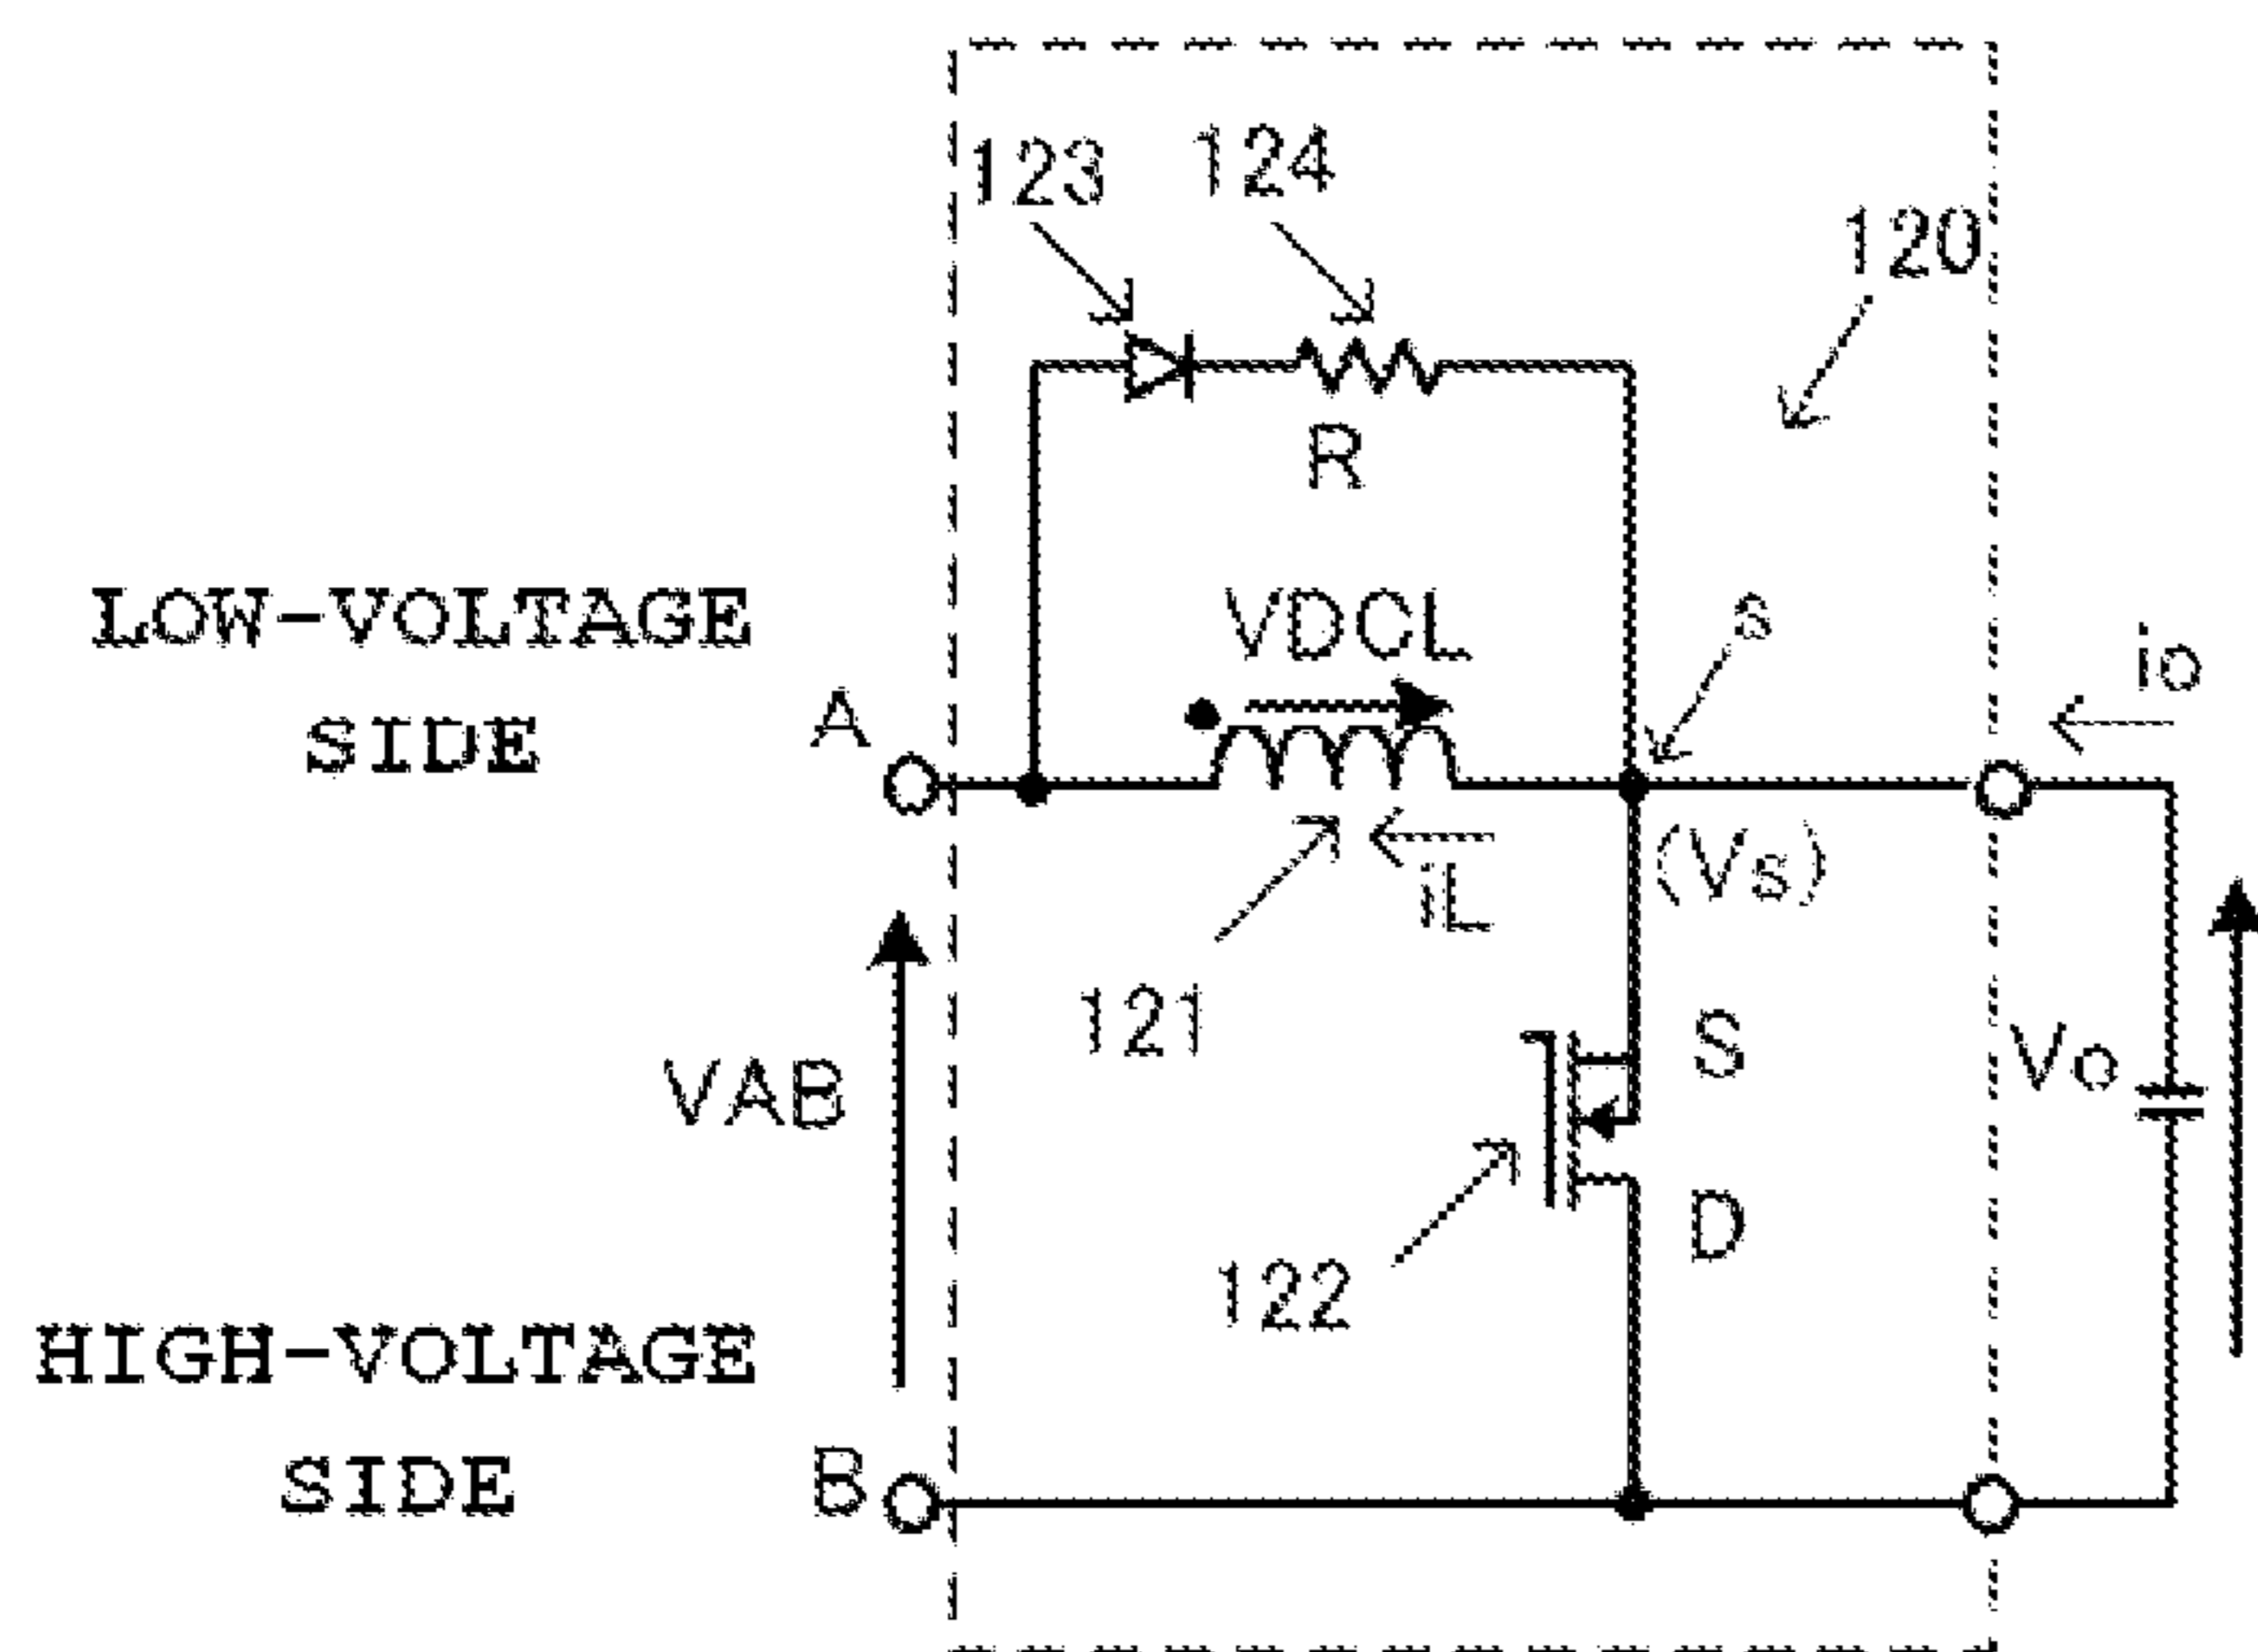 123
124
120
R
VDCL
s
io
LOW-VOLTAGE
SIDE
A
(Vs)
iL
121
S
Vo
VAB
D
122
HIGH-VOLTAGE
SIDE
B